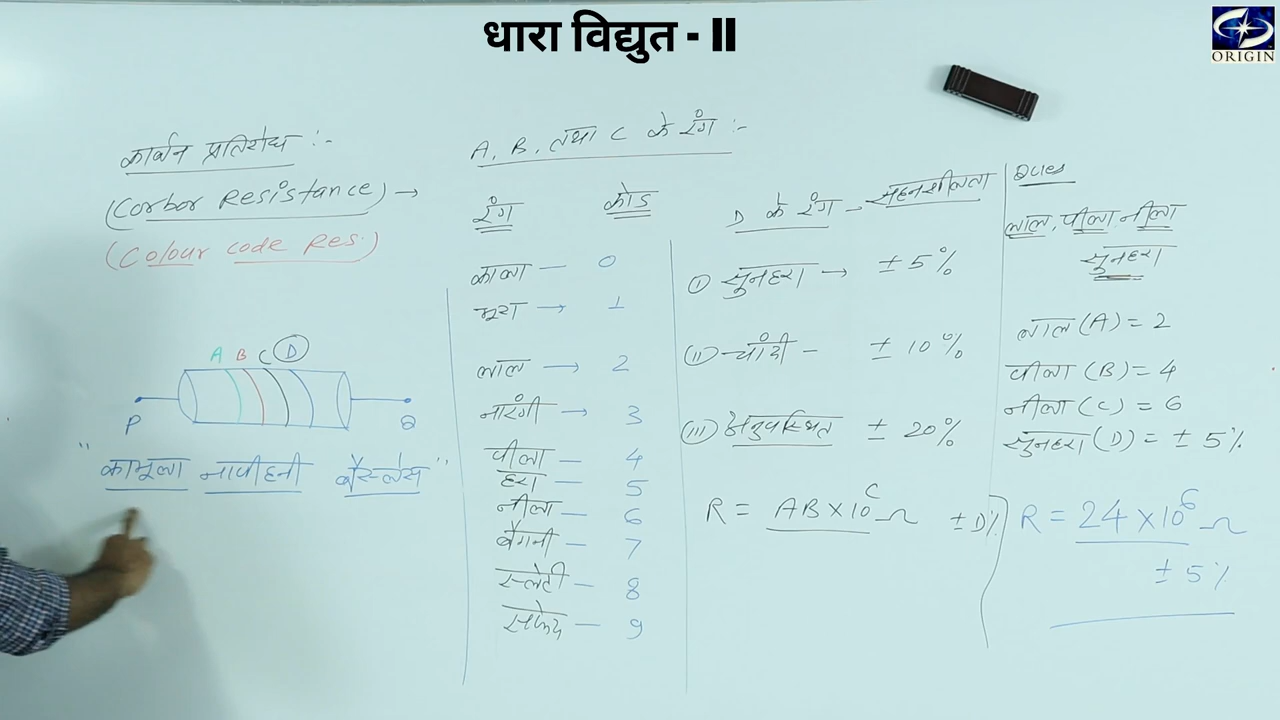 धारा विद्युत - II
ORIGIN
कार्बन प्रतिरोध :-
(Corbor Resistance) →
(Colour code Res.)
A B C D
P Q
"कामूला नापीहनी बैस्लेस"
A, B, तथा C के रंग :-
रंग कोड
काला — 0
भूरा → 1
लाल → 2
नारंगी → 3
पीला — 4
हरा — 5
नीला — 6
बैगनी — 7
स्लेटी — 8
सफेद — 9
D के रंग - सहनशीलता
(i) सुनहरा → ± 5%
(ii) चांदी - ± 10%
(iii) अनुपस्थित ± 20%
R = AB × 10^C Ω ± D%
Ques
लाल, पीला नीला
सुनहरा
लाल (A) = 2
पीला (B) = 4
नीला (C) = 6
सुनहरा (D) = ± 5%
R = 24 × 10^6 Ω
± 5%